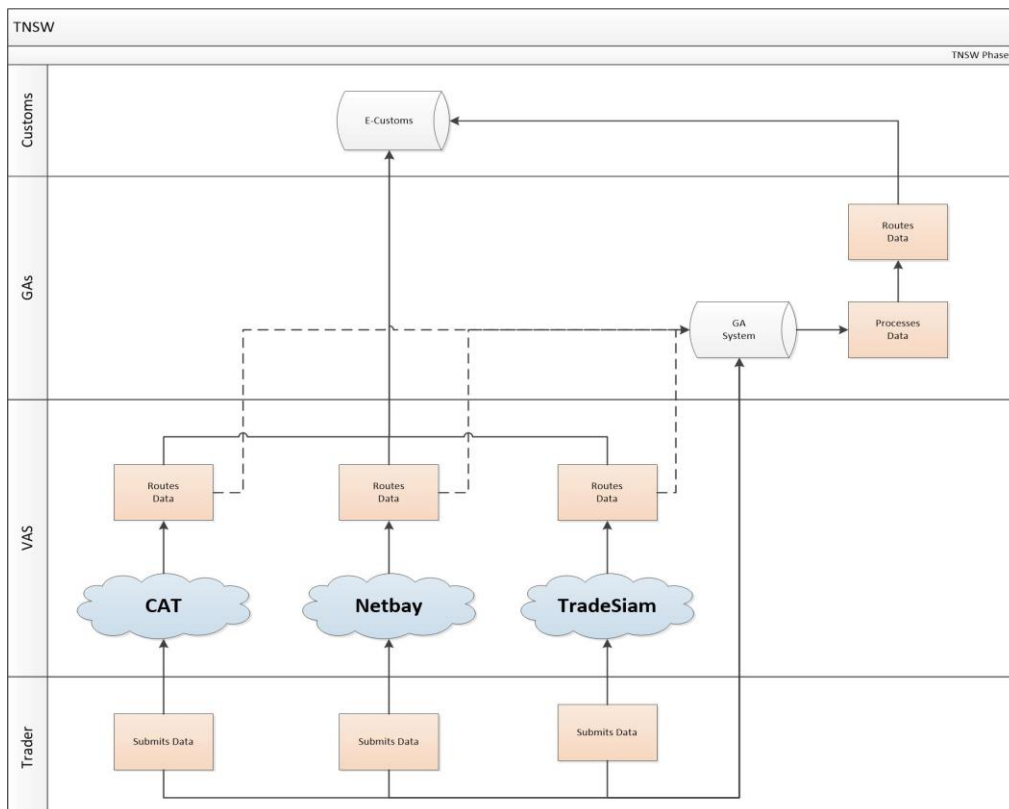 TNSW
TNSW Phase
Customs
E-Customs
GAs
Routes
Data
GA
System
Processes
Data
VAS
Routes
Data
Routes
Data
Routes
Data
CAT
Netbay
TradeSiam
Trader
Submits Data
Submits Data
Submits Data